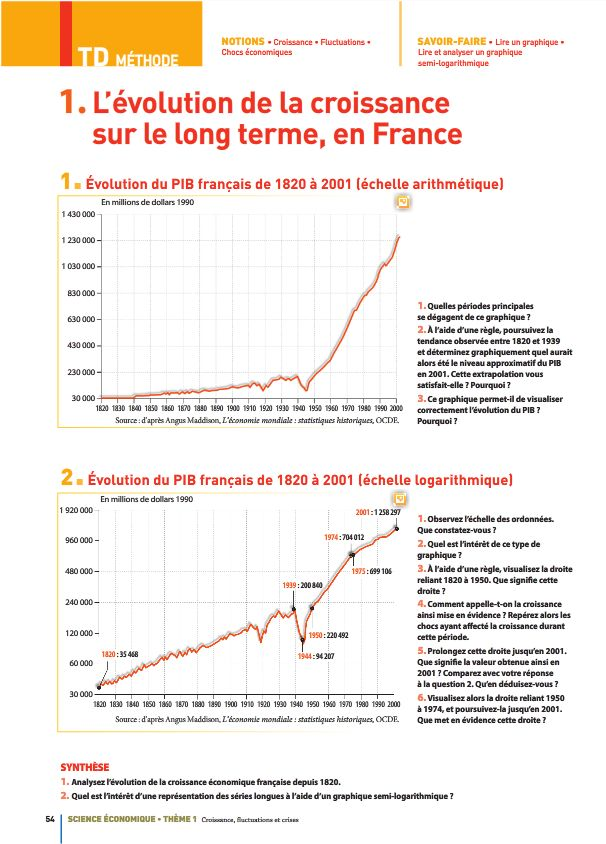 TD MÉTHODE
NOTIONS • Croissance • Fluctuations •
Chocs économiques
SAVOIR-FAIRE • Lire un graphique •
Lire et analyser un graphique
semi-logarithmique
1. L’évolution de la croissance
sur le long terme, en France
1. Évolution du PIB français de 1820 à 2001 (échelle arithmétique)
En millions de dollars 1990
1 430 000
1 230 000
1 030 000
830 000
630 000
430 000
230 000
30 000
1820 1830 1840 1850 1860 1870 1880 1890 1900 1910 1920 1930 1940 1950 1960 1970 1980 1990 2000
Source : d’après Angus Maddison, L’économie mondiale : statistiques historiques, OCDE.
1. Quelles périodes principales
se dégagent de ce graphique ?
2. À l’aide d’une règle, poursuivez la
tendance observée entre 1820 et 1939
et déterminez graphiquement quel aurait
alors été le niveau approximatif du PIB
en 2001. Cette extrapolation vous
satisfait-elle ? Pourquoi ?
3. Ce graphique permet-il de visualiser
correctement l’évolution du PIB ?
Pourquoi ?
2. Évolution du PIB français de 1820 à 2001 (échelle logarithmique)
En millions de dollars 1990
1 920 000
960 000
480 000
240 000
120 000
60 000
30 000
2001 : 1 258 297
1974 : 704 012
1975 : 699 106
1939 : 200 840
1950 : 220 492
1944 : 94 207
1820 : 35 468
1820 1830 1840 1850 1860 1870 1880 1890 1900 1910 1920 1930 1940 1950 1960 1970 1980 1990 2000
Source : d’après Angus Maddison, L’économie mondiale : statistiques historiques, OCDE.
1. Observez l’échelle des ordonnées.
Que constatez-vous ?
2. Quel est l’intérêt de ce type de
graphique ?
3. À l’aide d’une règle, visualisez la droite
reliant 1820 à 1950. Que signifie cette
droite ?
4. Comment appelle-t-on la croissance
ainsi mise en évidence ? Repérez alors les
chocs ayant affecté la croissance durant
cette période.
5. Prolongez cette droite jusqu’en 2001.
Que signifie la valeur obtenue ainsi en
2001 ? Comparez avec votre réponse
à la question 2. Qu’en déduisez-vous ?
6. Visualisez alors la droite reliant 1950
à 1974, et poursuivez-la jusqu’en 2001.
Que met en évidence cette droite ?
SYNTHÈSE
1. Analysez l’évolution de la croissance économique française depuis 1820.
2. Quel est l’intérêt d’une représentation des séries longues à l’aide d’un graphique semi-logarithmique ?
54 SCIENCE ÉCONOMIQUE • THÈME 1 Croissance, fluctuations et crises